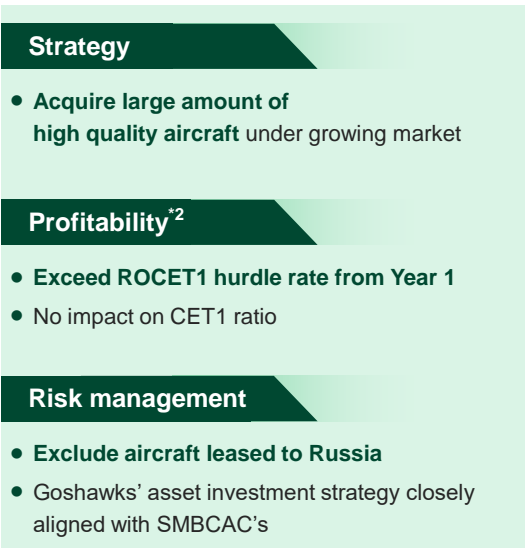 Strategy
• Acquire large amount of
high quality aircraft under growing market
Profitability*2
• Exceed ROCET1 hurdle rate from Year 1
• No impact on CET1 ratio
Risk management
• Exclude aircraft leased to Russia
• Goshawks' asset investment strategy closely
aligned with SMBCAC's